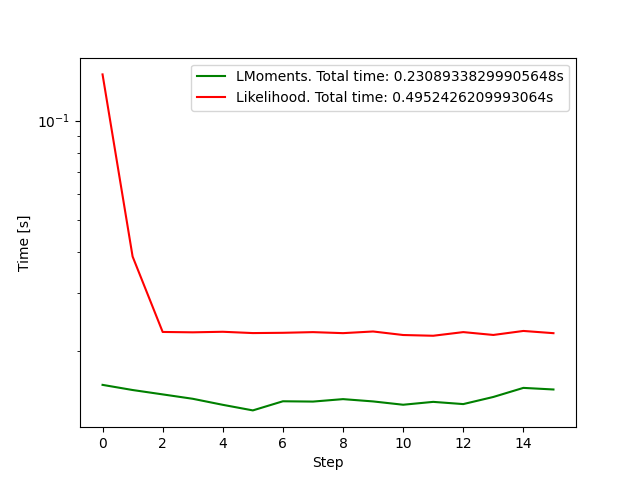 LMoments. Total time: 0.23089338299905648s
Likelihood. Total time: 0.4952426209993064s
10⁻¹
Time [s]
0 2 4 6 8 10 12 14
Step